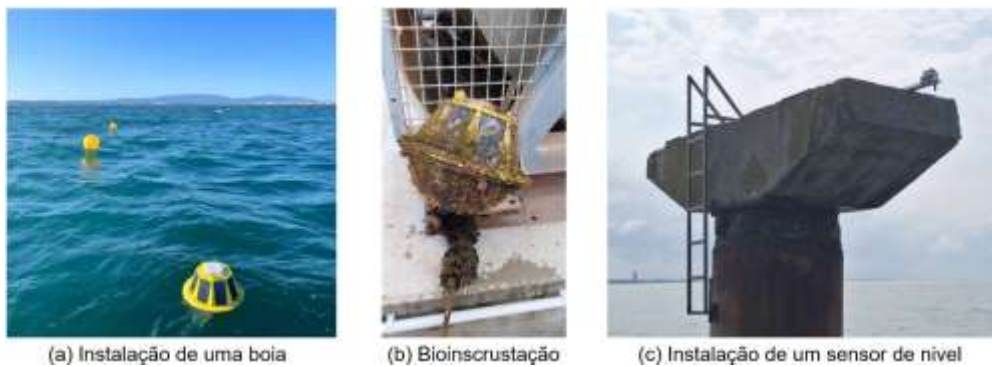 (a) Instalação de uma boia
(b) Bioinscrustação
(c) Instalação de um sensor de nivel